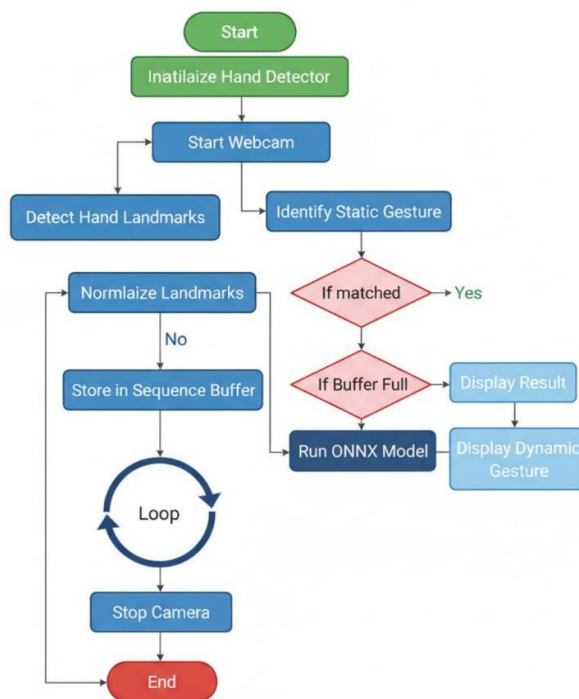 Start
Inatilaize Hand Detector
Start Webcam
Detect Hand Landmarks
Identify Static Gesture
Normlaize Landmarks
If matched
Yes
No
Store in Sequence Buffer
If Buffer Full
Display Result
Run ONNX Model
Display Dynamic
Gesture
Loop
Stop Camera
End